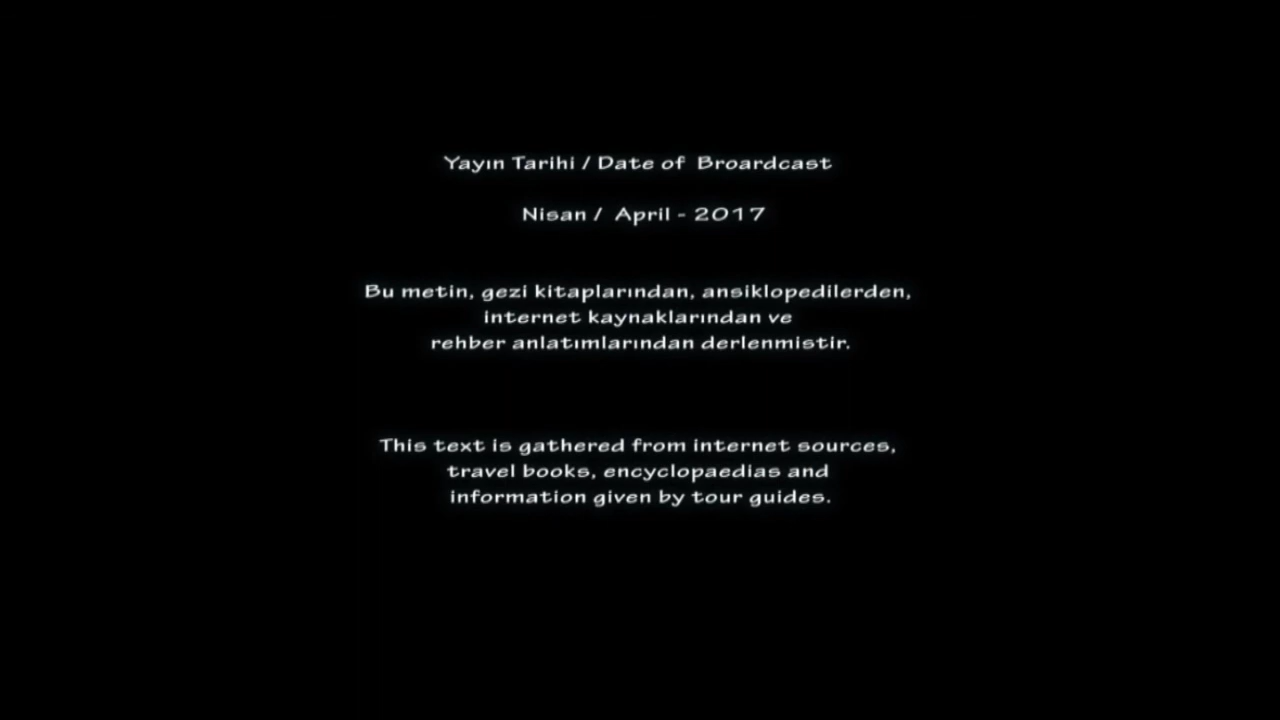 Yayın Tarihi / Date of Broardcast
Nisan / April - 2017
Bu metin, gezi kitaplarından, ansiklopedilerden,
internet kaynaklarından ve
rehber anlatımlarından derlenmistir.
This text is gathered from internet sources,
travel books, encyclopaedias and
information given by tour guides.